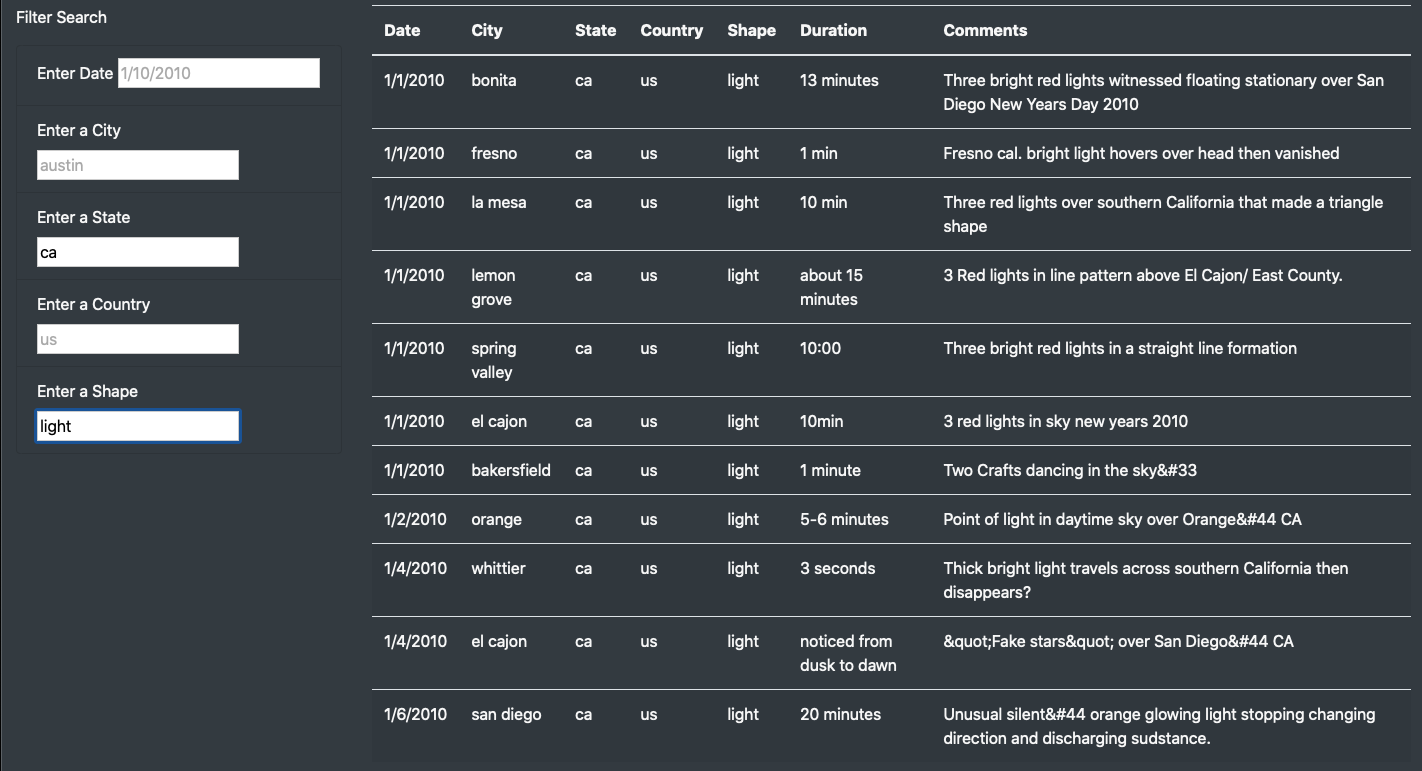 Filter Search
Enter Date 1/10/2010
Enter a City
austin
Enter a State
ca
Enter a Country
us
Enter a Shape
light
Date City State Country Shape Duration Comments
1/1/2010 bonita ca us light 13 minutes Three bright red lights witnessed floating stationary over San
Diego New Years Day 2010
1/1/2010 fresno ca us light 1 min Fresno cal. bright light hovers over head then vanished
1/1/2010 la mesa ca us light 10 min Three red lights over southern California that made a triangle
shape
1/1/2010 lemon ca us light about 15 3 Red lights in line pattern above El Cajon/ East County.
grove minutes
1/1/2010 spring ca us light 10:00 Three bright red lights in a straight line formation
valley
1/1/2010 el cajon ca us light 10min 3 red lights in sky new years 2010
1/1/2010 bakersfield ca us light 1 minute Two Crafts dancing in the sky&#33
1/2/2010 orange ca us light 5-6 minutes Point of light in daytime sky over Orange&#44 CA
1/4/2010 whittier ca us light 3 seconds Thick bright light travels across southern California then
disappears?
1/4/2010 el cajon ca us light noticed from &quot;Fake stars&quot; over San Diego&#44 CA
dusk to dawn
1/6/2010 san diego ca us light 20 minutes Unusual silent&#44 orange glowing light stopping changing
direction and discharging sudstance.